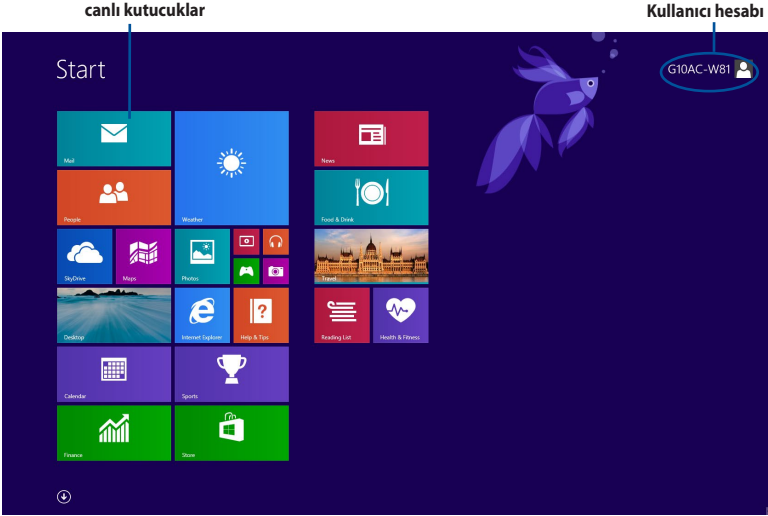 canlı kutucuklar
Kullanıcı hesabı
Start
G10AC-W81
Mail
People
Weather
News
Food & Drink
SkyDrive
Maps
Photos
Travel
Desktop
Internet Explorer
Help & Tips
Reading List
Health & Fitness
Calendar
Sports
Finance
Store